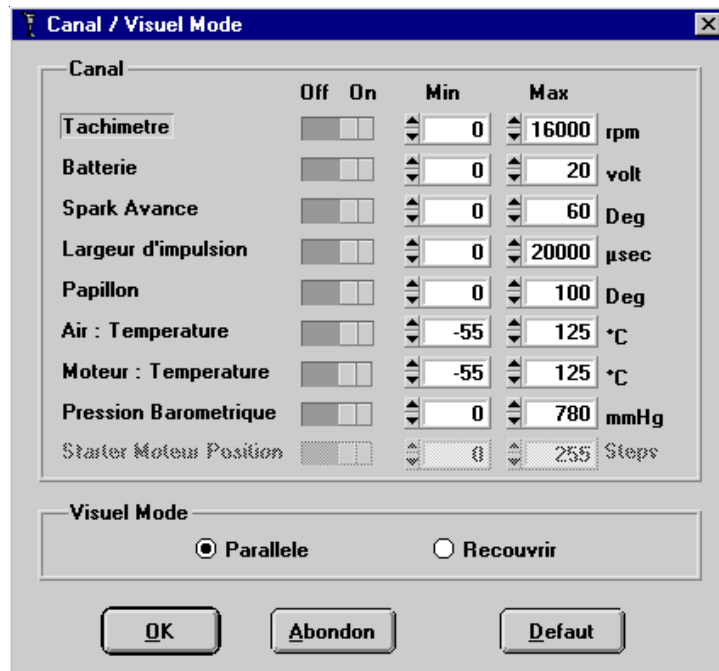 Canal / Visuel Mode
Canal
Off On Min Max
Tachimetre 0 16000 rpm
Batterie 0 20 volt
Spark Avance 0 60 Deg
Largeur d'impulsion 0 20000 µsec
Papillon 0 100 Deg
Air : Temperature -55 125 °C
Moteur : Temperature -55 125 °C
Pression Barometrique 0 780 mmHg
Starter Moteur Position 0 255 Steps
Visuel Mode
Parallele Recouvrir
OK Abondon Defaut